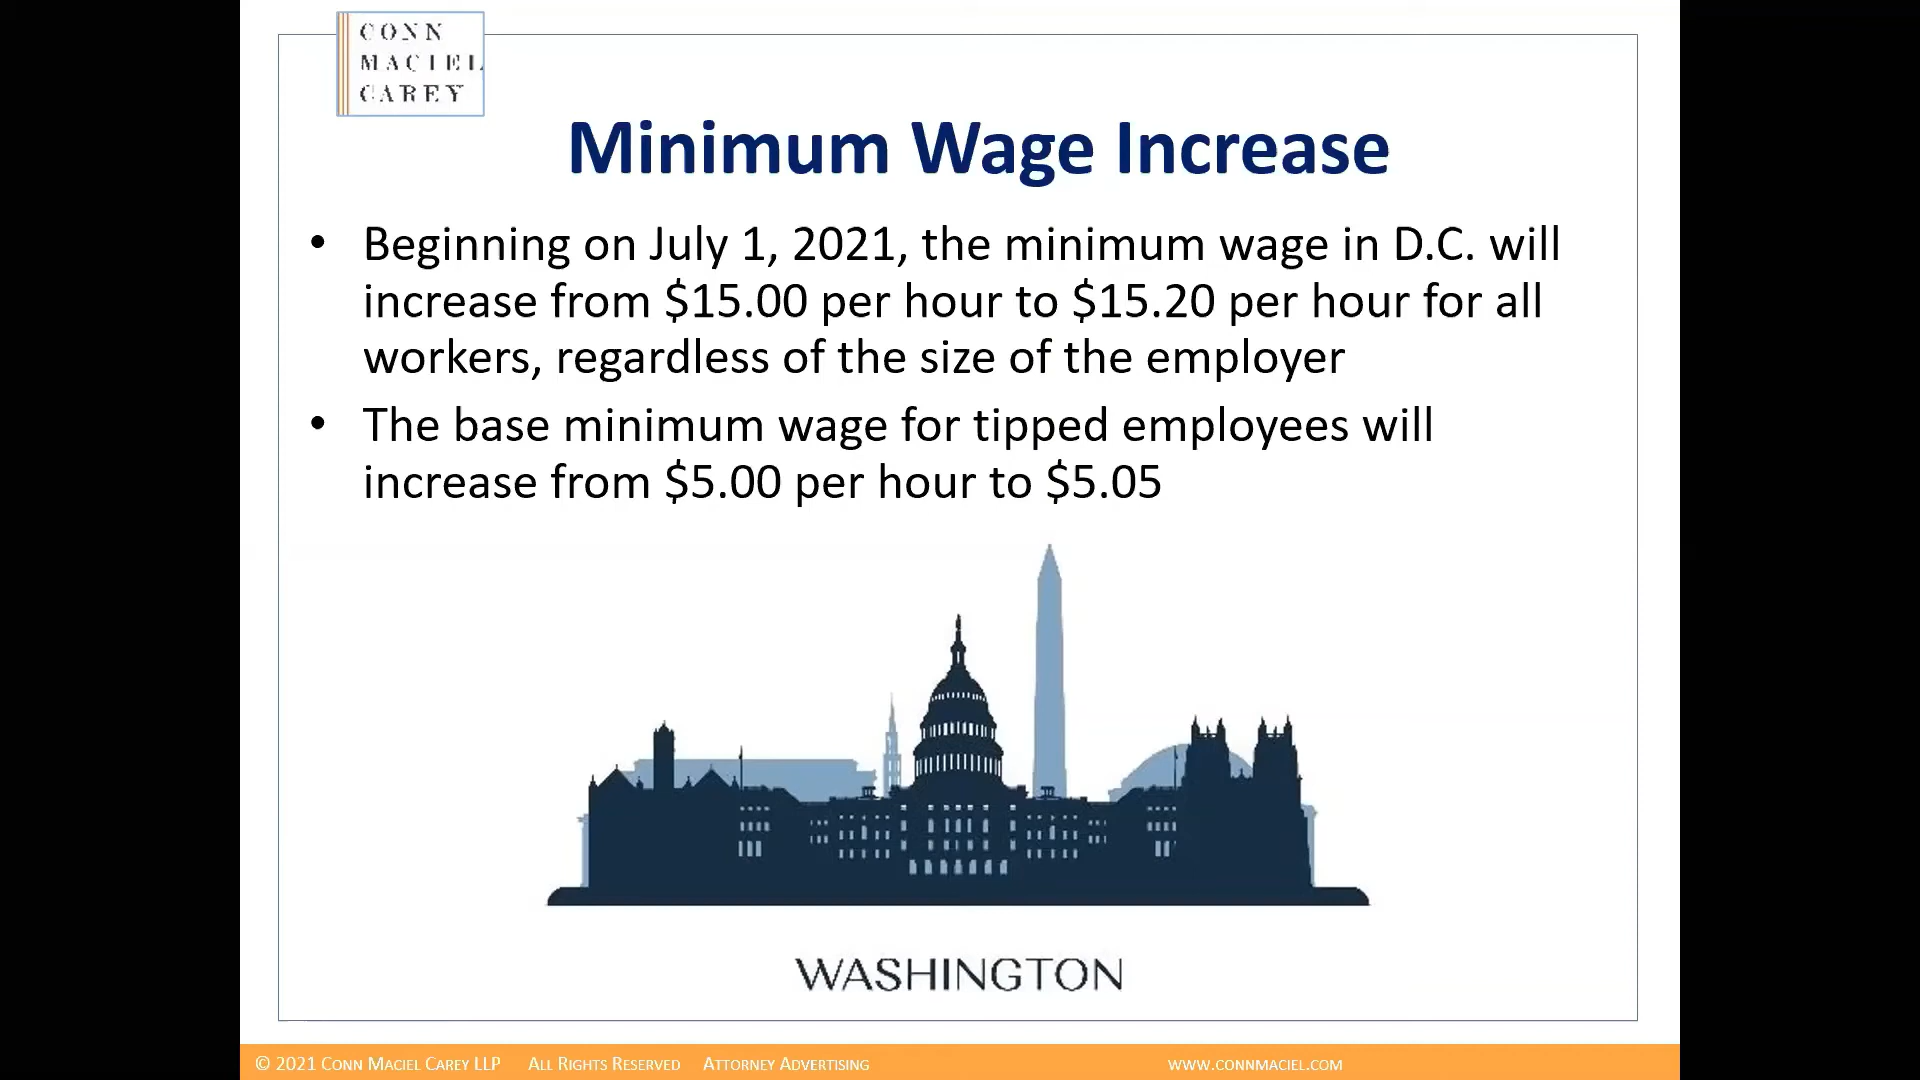 CONN
MACIEL
CAREY
Minimum Wage Increase
• Beginning on July 1, 2021, the minimum wage in D.C. will
increase from $15.00 per hour to $15.20 per hour for all
workers, regardless of the size of the employer
• The base minimum wage for tipped employees will
increase from $5.00 per hour to $5.05
WASHINGTON
© 2021 CONN MACIEL CAREY LLP ALL RIGHTS RESERVED ATTORNEY ADVERTISING WWW.CONNMACIEL.COM